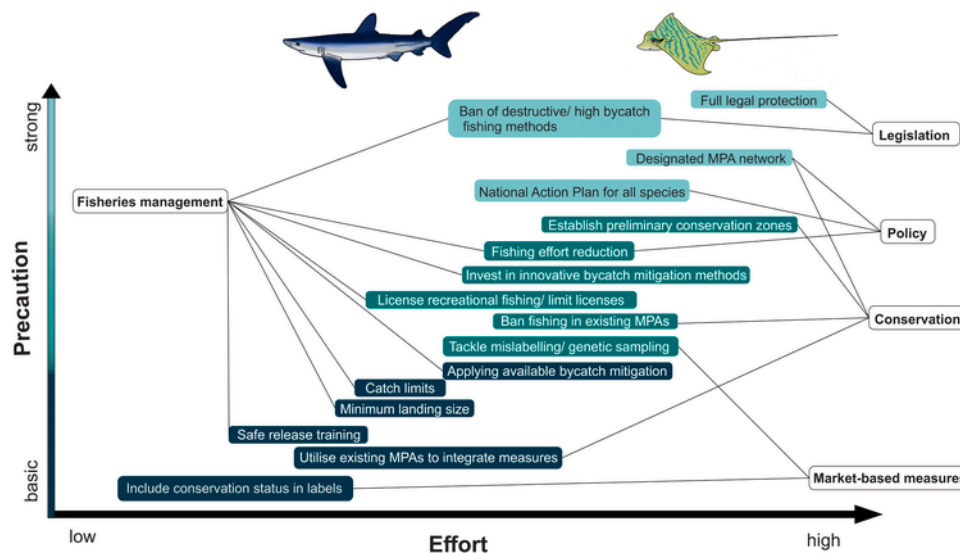 strong
Precaution
basic
Full legal protection
Ban of destructive/ high bycatch
fishing methods
Legislation
Designated MPA network
National Action Plan for all species
Fisheries management
Establish preliminary conservation zones
Policy
Fishing effort reduction
Invest in innovative bycatch mitigation methods
License recreational fishing/ limit licenses
Ban fishing in existing MPAs
Conservation
Tackle mislabelling/ genetic sampling
Applying available bycatch mitigation
Catch limits
Minimum landing size
Safe release training
Utilise existing MPAs to integrate measures
Market-based measures
Include conservation status in labels
low
Effort
high